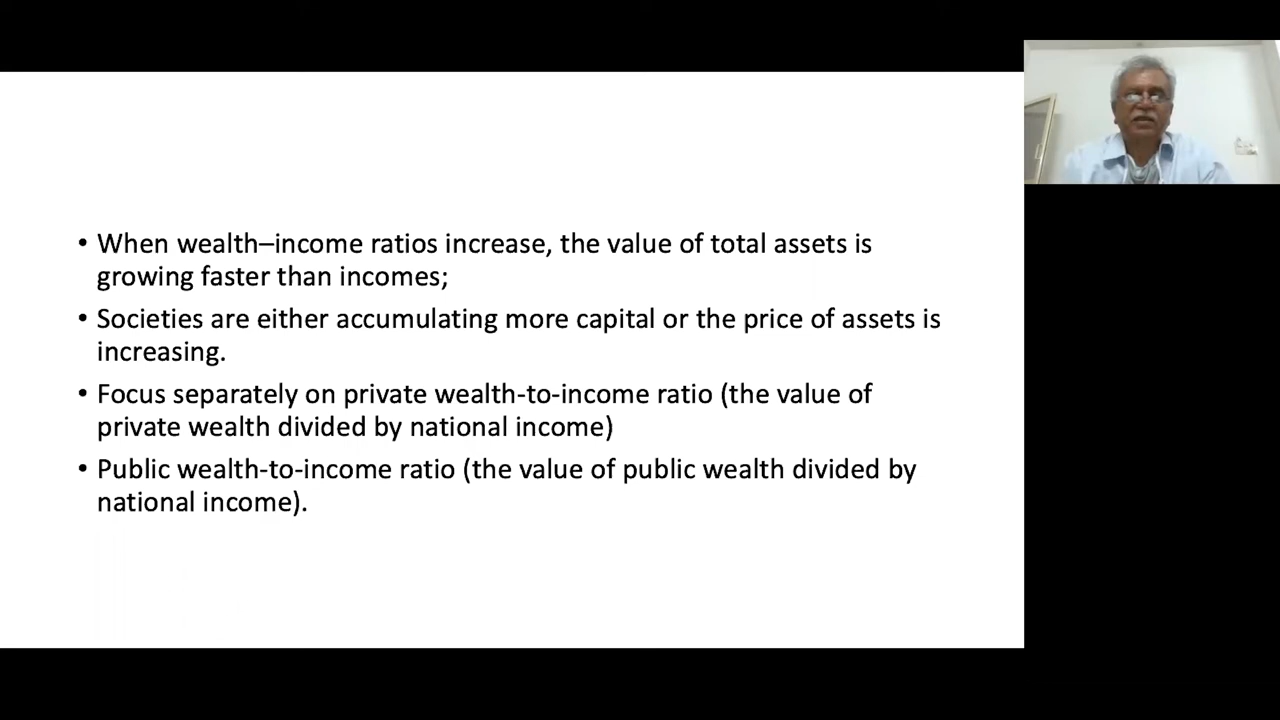 • When wealth–income ratios increase, the value of total assets is
growing faster than incomes;
• Societies are either accumulating more capital or the price of assets is
increasing.
• Focus separately on private wealth-to-income ratio (the value of
private wealth divided by national income)
• Public wealth-to-income ratio (the value of public wealth divided by
national income).